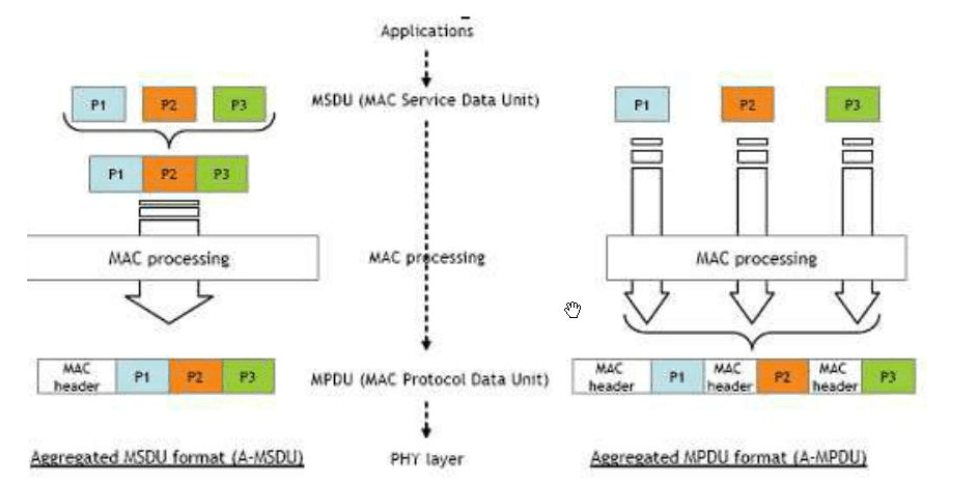 Applications
P1 P2 P3
MSDU (MAC Service Data Unit)
P1 P2 P3
P1 P2 P3
MAC processing
MAC processing
MAC processing
MAC header P1 P2 P3
MPDU (MAC Protocol Data Unit)
MAC header P1 MAC header P2 MAC header P3
Aggregated MSDU format (A-MSDU)
PHY layer
Aggregated MPDU format (A-MPDU)